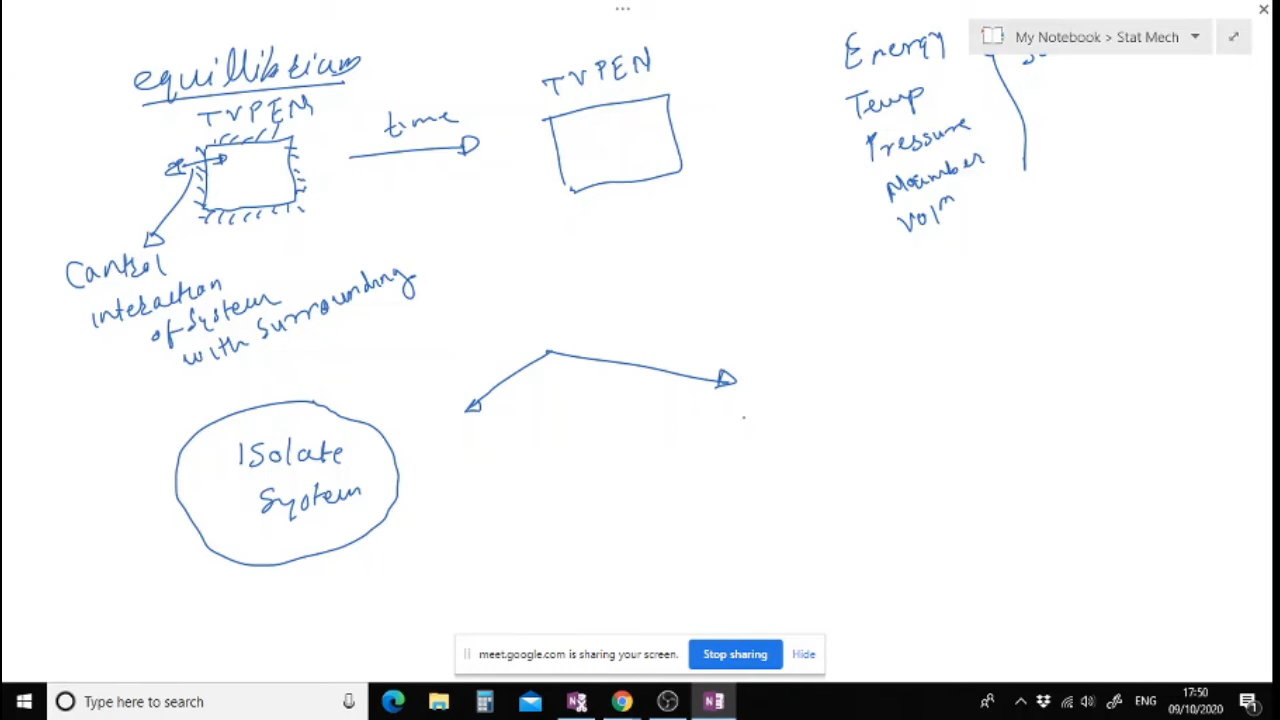 equillibrium
TVPEN
time
TVPEN
Energy
Temp
Pressure
Number
Volm
Control
interaction
of System
with Surrounding
ISolate
System
My Notebook > Stat Mech
meet.google.com is sharing your screen.
Stop sharing
Hide
Type here to search
ENG
17:50
09/10/2020
1